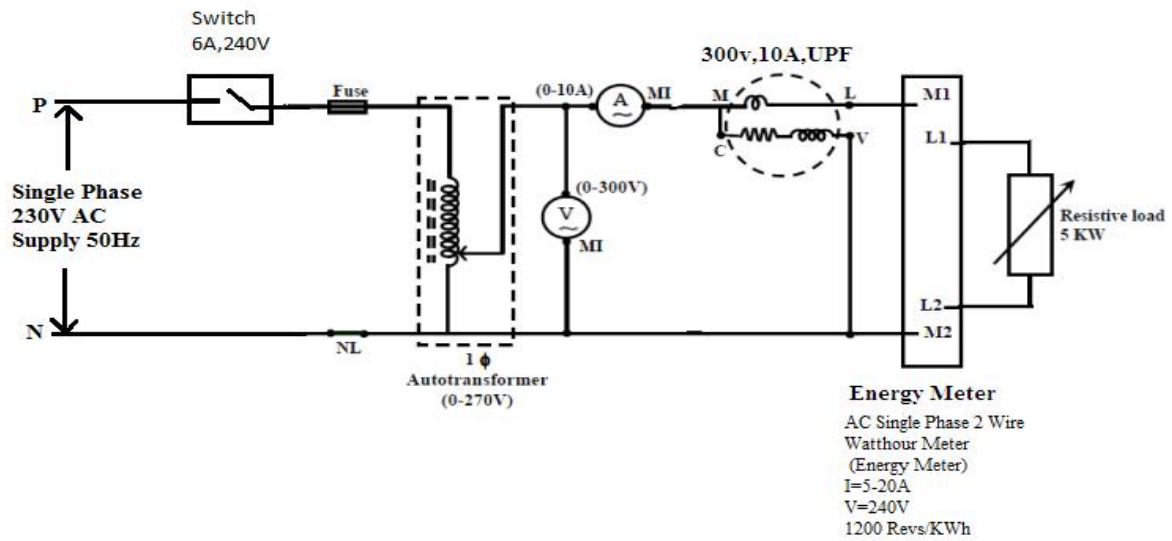 Switch
6A,240V
300v,10A,UPF
P
Fuse
(0-10A)
A
MI
M
L
M1
C
V
L1
Single Phase
230V AC
Supply 50Hz
(0-300V)
V
MI
Resistive load
5 KW
L2
N
NL
M2
1 ϕ
Autotransformer
(0-270V)
Energy Meter
AC Single Phase 2 Wire
Watthour Meter
(Energy Meter)
I=5-20A
V=240V
1200 Revs/KWh